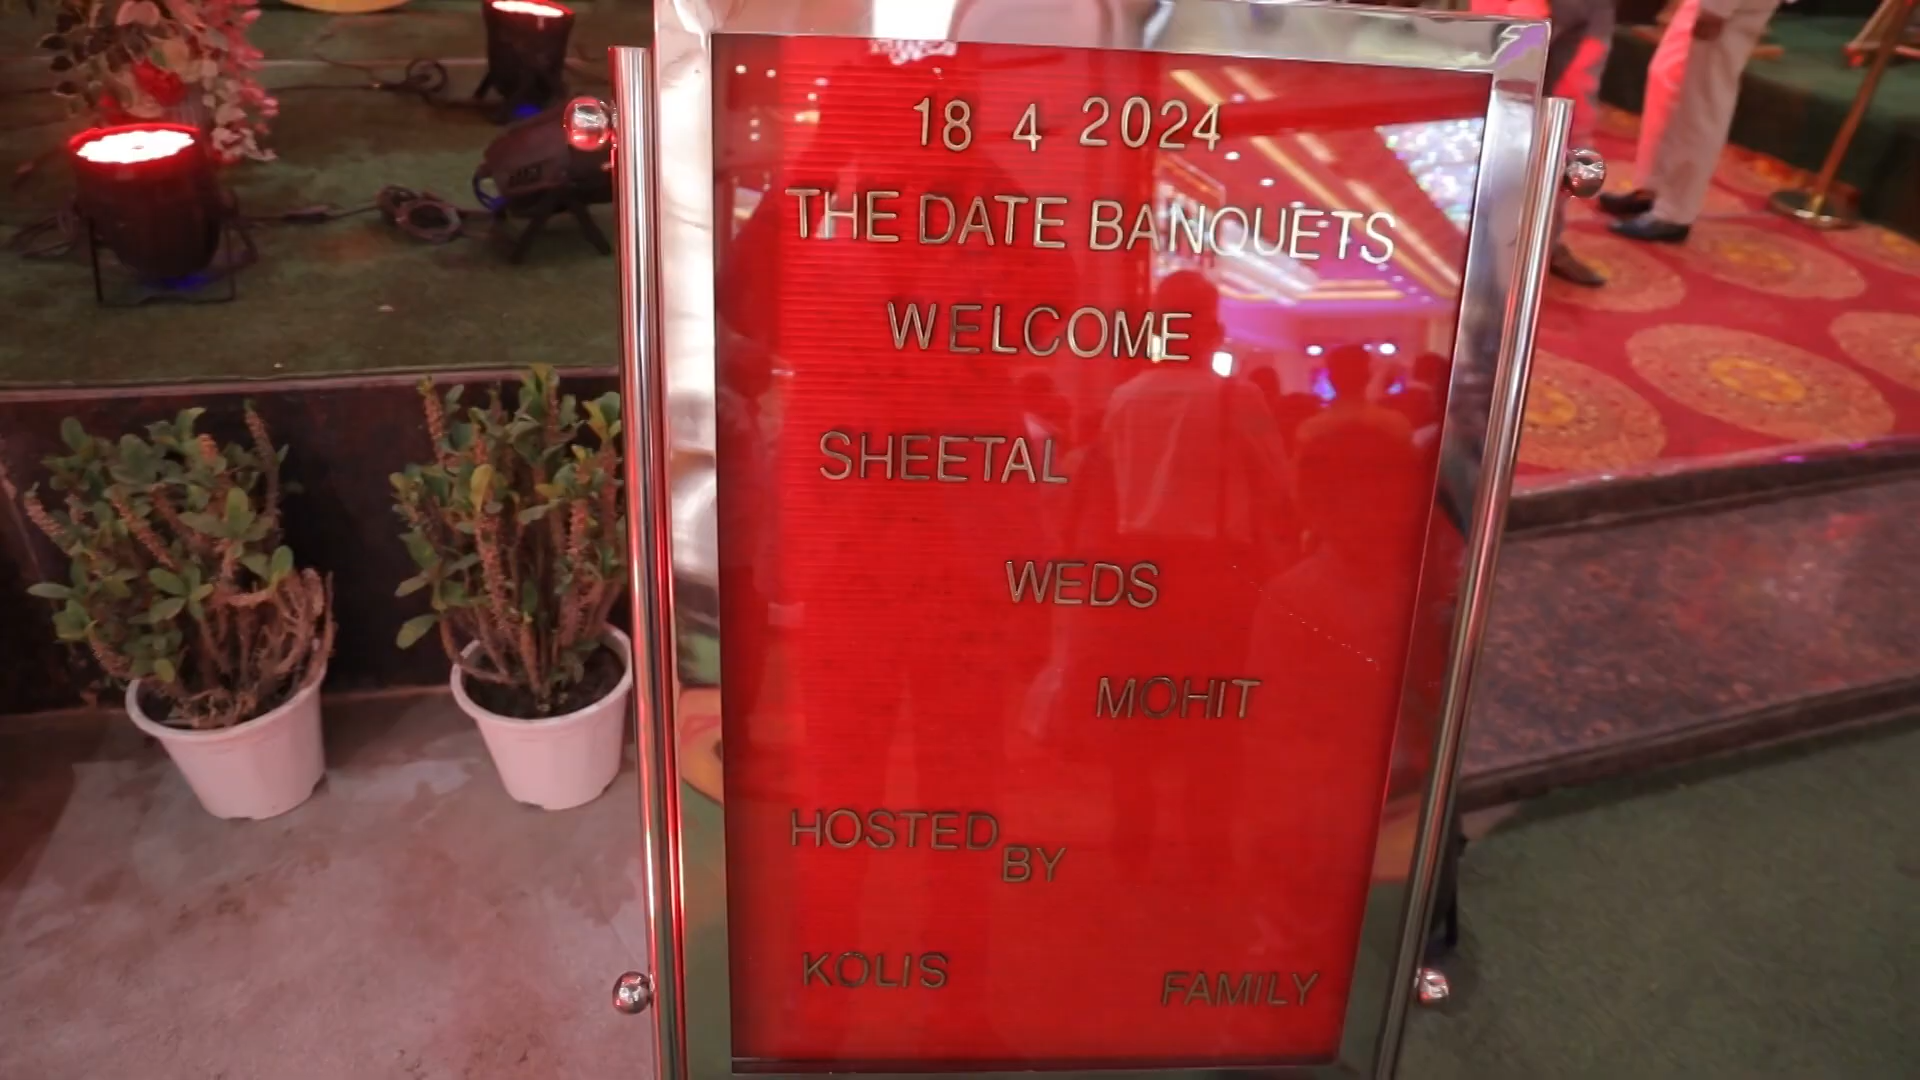 18 4 2024
THE DATE BANQUETS
WELCOME
SHEETAL
WEDS
MOHIT
HOSTED BY
KOLIS FAMILY